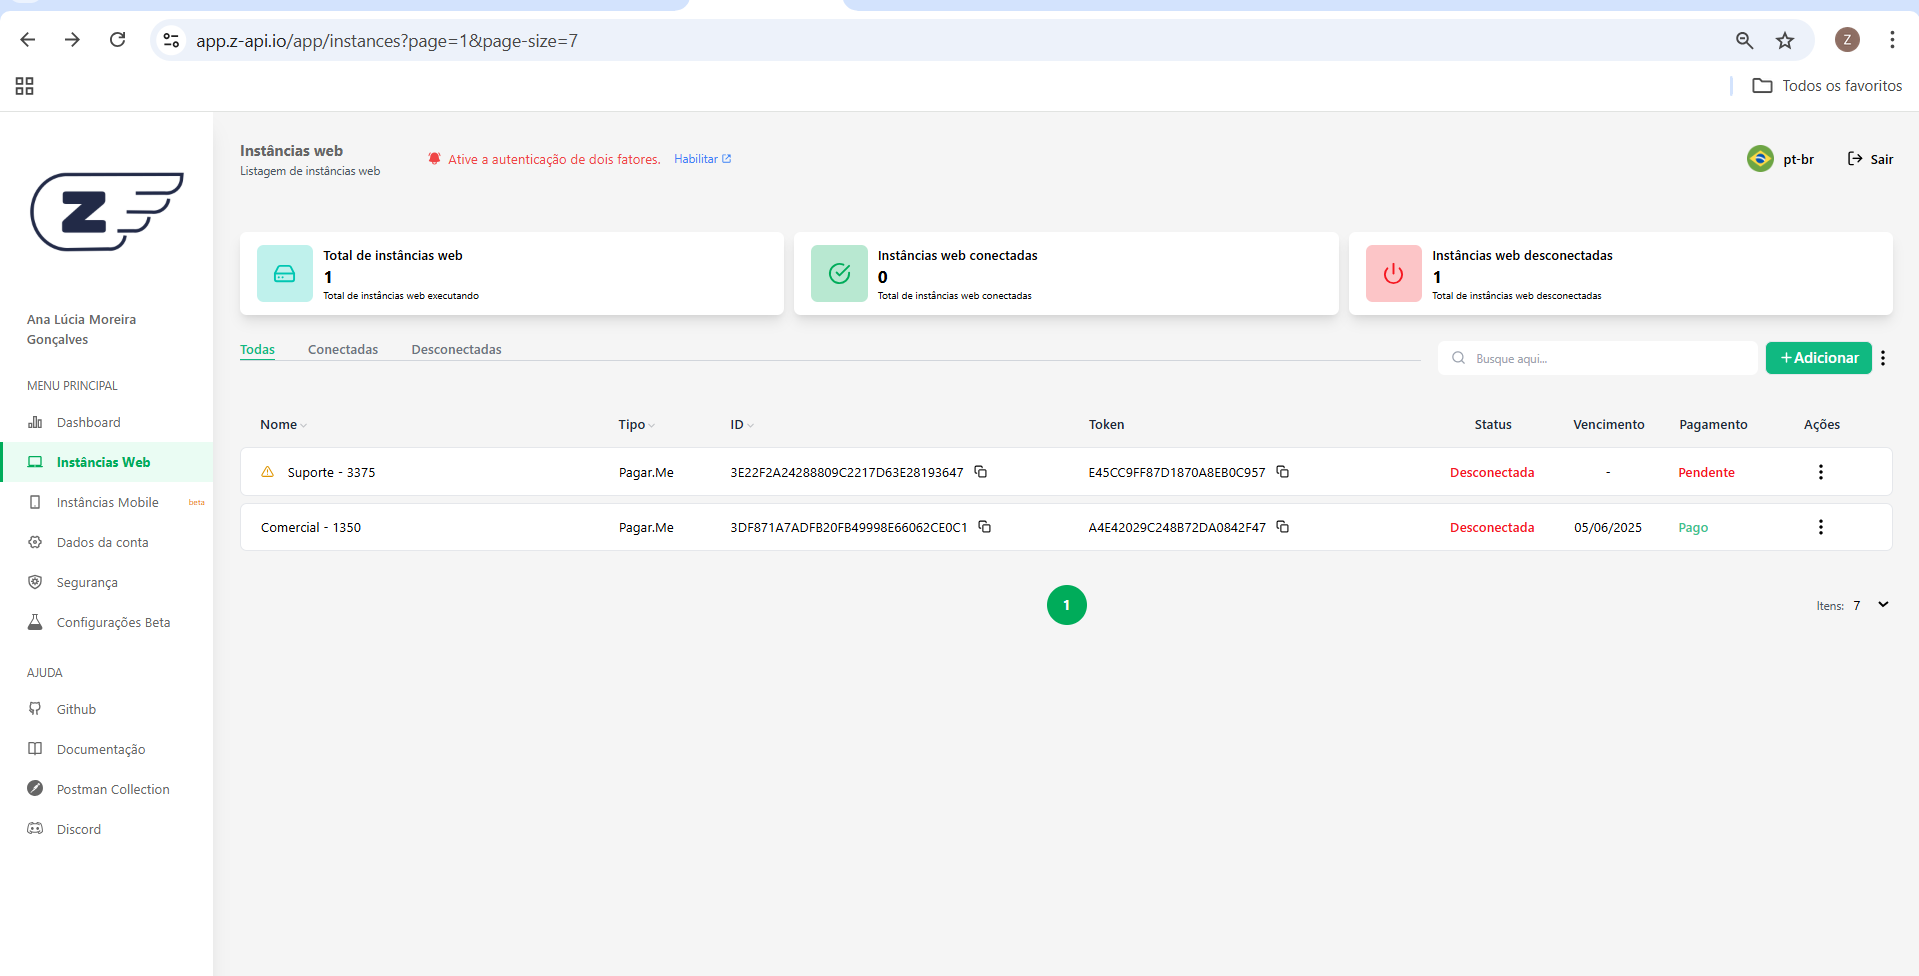 app.z-api.io/app/instances?page=1&page-size=7
Z
Todos os favoritos
Z
Instâncias web
Listagem de instâncias web
Ative a autenticação de dois fatores. Habilitar
pt-br
Sair
Total de instâncias web
1
Total de instâncias web executando
Instâncias web conectadas
0
Total de instâncias web conectadas
Instâncias web desconectadas
1
Total de instâncias web desconectadas
Ana Lúcia Moreira
Gonçalves
MENU PRINCIPAL
Dashboard
Instâncias Web
Instâncias Mobile beta
Dados da conta
Segurança
Configurações Beta
AJUDA
Github
Documentação
Postman Collection
Discord
Todas Conectadas Desconectadas
Busque aqui...
+Adicionar
Nome Tipo ID Token Status Vencimento Pagamento Ações
Suporte - 3375 Pagar.Me 3E22F2A24288809C2217D63E28193647 E45CC9FF87D1870A8EB0C957 Desconectada - Pendente
Comercial - 1350 Pagar.Me 3DF871A7ADFB20FB49998E66062CE0C1 A4E42029C248B72DA0842F47 Desconectada 05/06/2025 Pago
1
Itens: 7